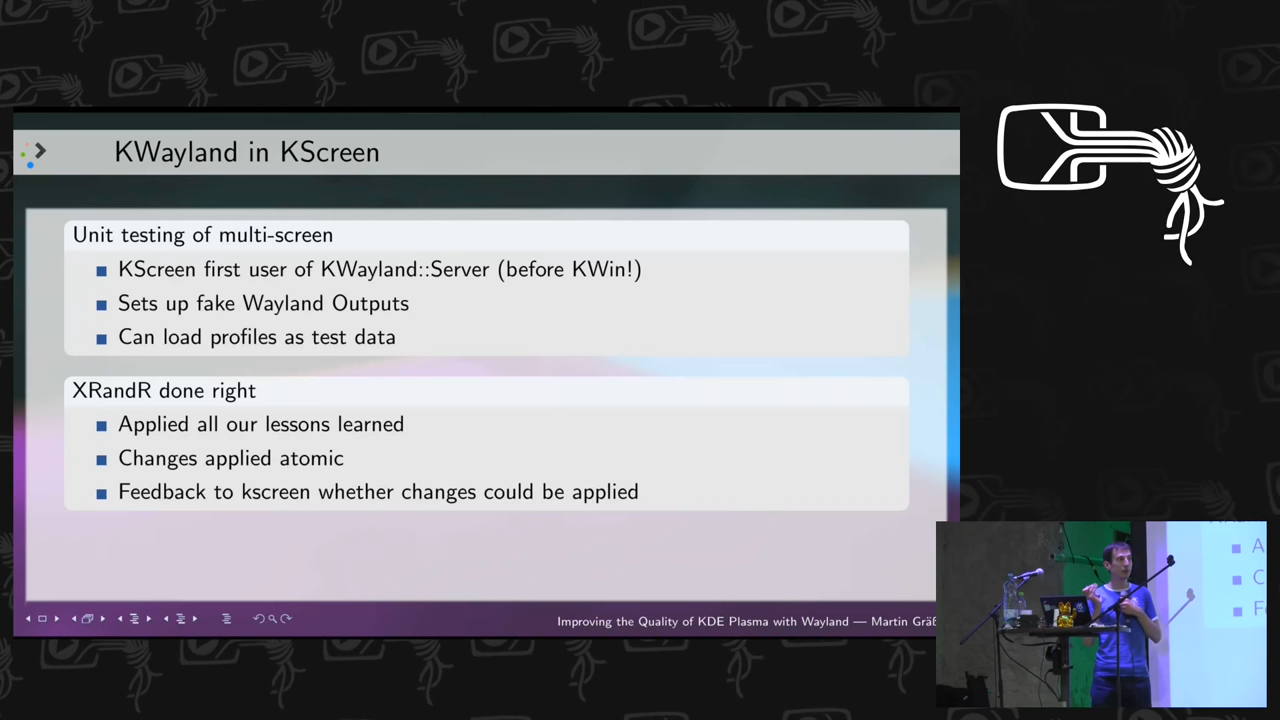 KWayland in KScreen
Unit testing of multi-screen
KScreen first user of KWayland::Server (before KWin!)
Sets up fake Wayland Outputs
Can load profiles as test data
XRandR done right
Applied all our lessons learned
Changes applied atomic
Feedback to kscreen whether changes could be applied
Improving the Quality of KDE Plasma with Wayland — Martin